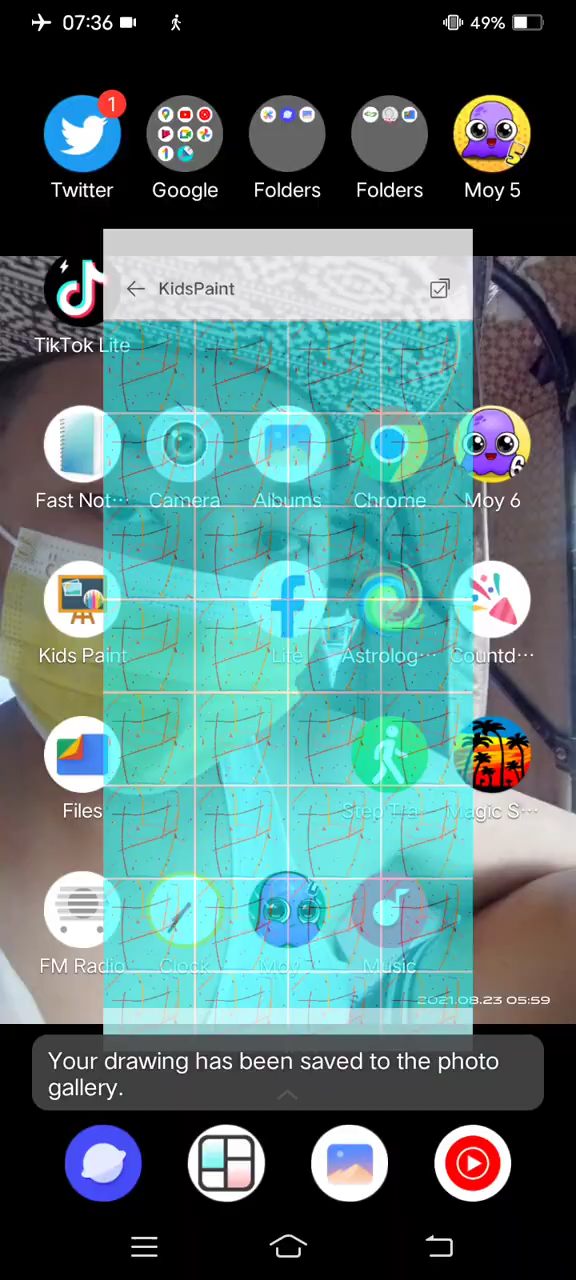 07:36
49%
1
Twitter
Google
Folders
Folders
Moy 5
KidsPaint
TikTok Lite
Fast Not···
Camera
Albums
Chrome
Moy 6
Kids Paint
Lite
Astrolog···
Countd···
Files
Step Tra
Magic S···
FM Radio
Clock
Moy 7
Music
2021.08.23 05:59
Your drawing has been saved to the photo
gallery.